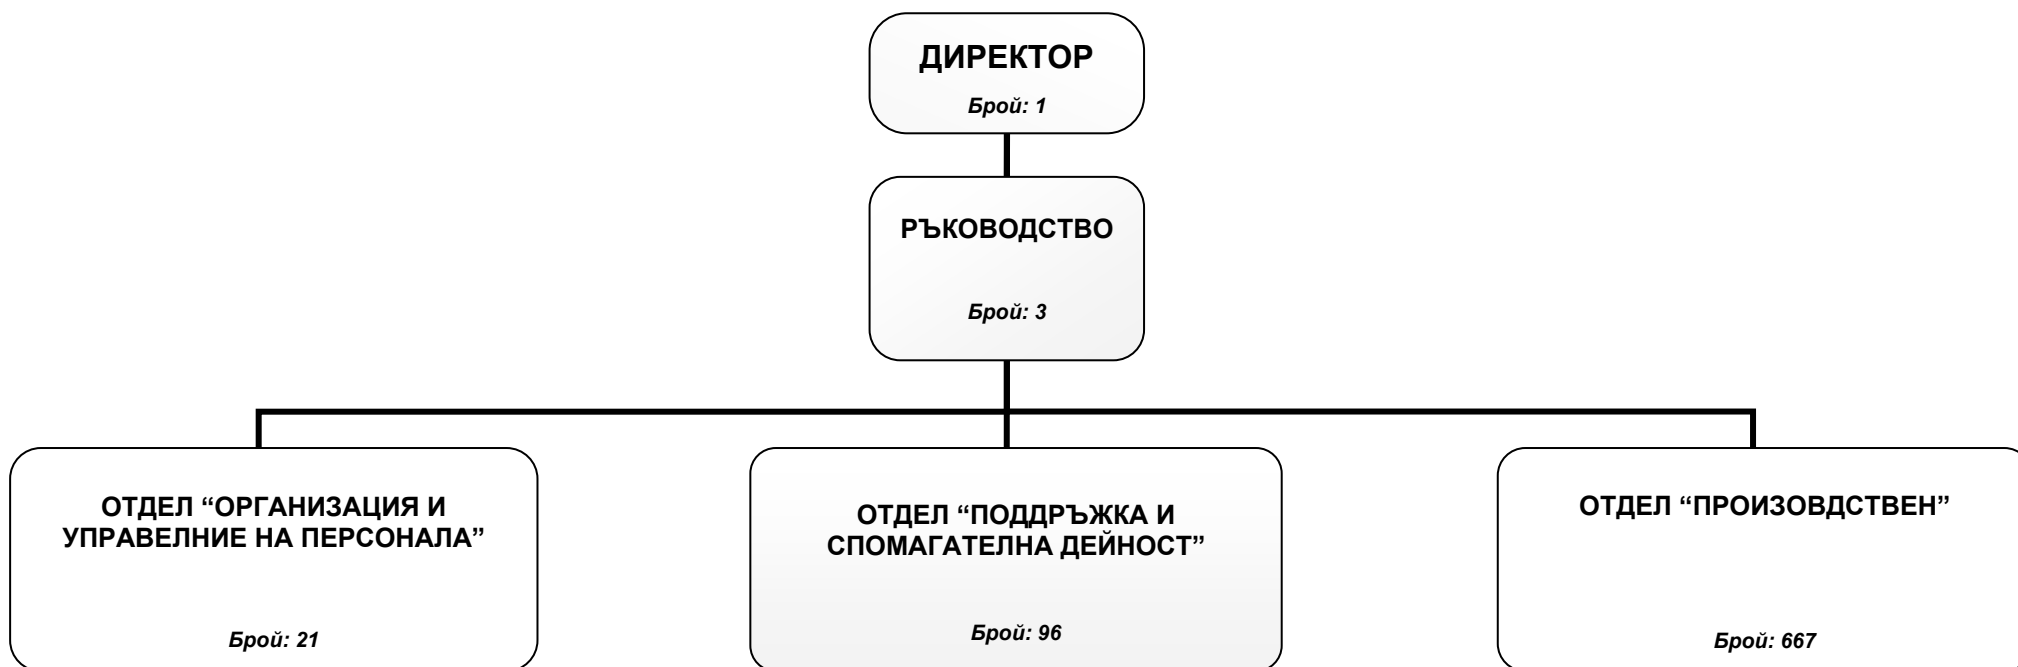 ДИРЕКТОР
Брой: 1
РЪКОВОДСТВО
Брой: 3
ОТДЕЛ “ОРГАНИЗАЦИЯ И
УПРАВЕЛНИЕ НА ПЕРСОНАЛА”
Брой: 21
ОТДЕЛ “ПОДДРЪЖКА И
СПОМАГАТЕЛНА ДЕЙНОСТ”
Брой: 96
ОТДЕЛ “ПРОИЗОВДСТВЕН”
Брой: 667